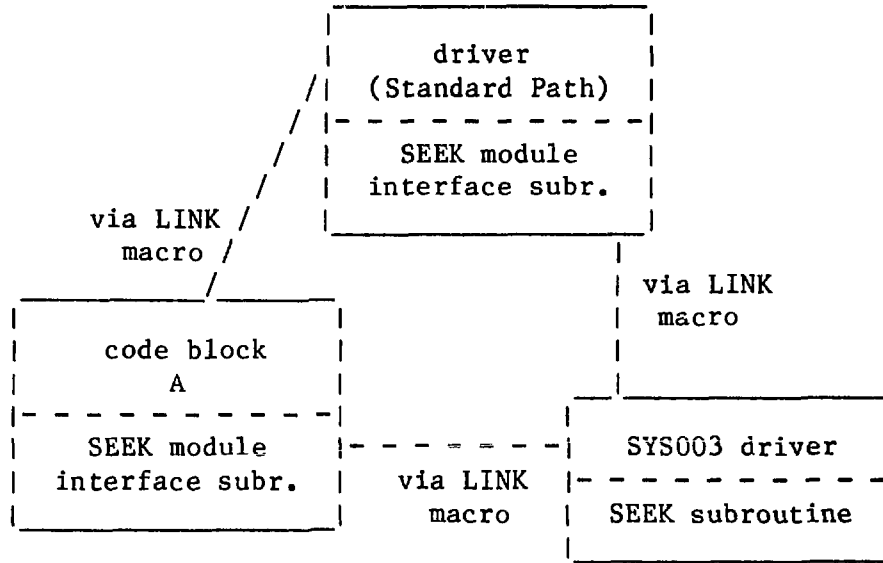 driver
(Standard Path)
SEEK module
interface subr.
via LINK
macro
via LINK
macro
code block
A
SEEK module
interface subr.
via LINK
macro
SYS003 driver
SEEK subroutine